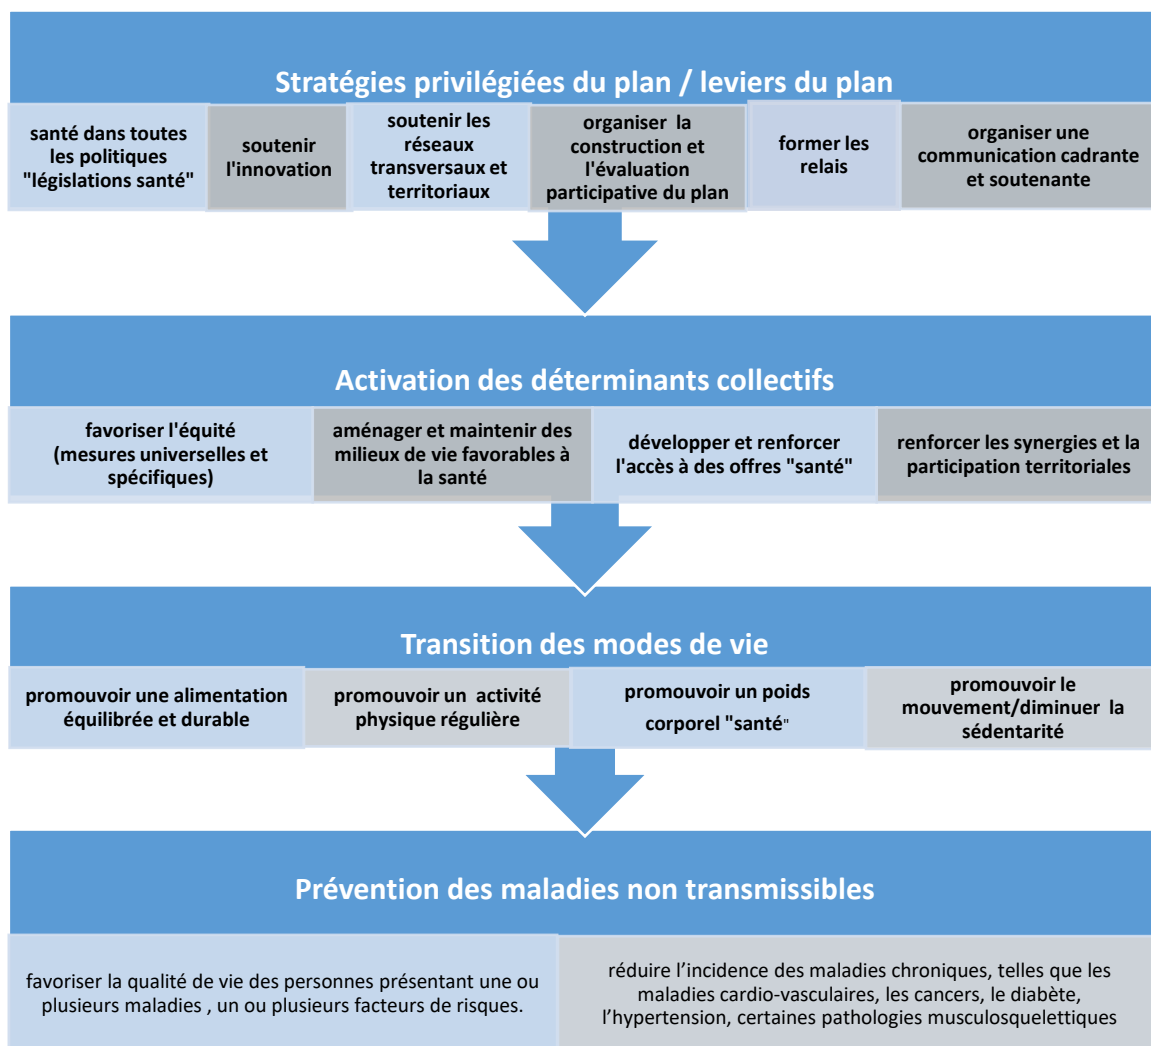 Stratégies privilégiées du plan / leviers du plan
santé dans toutes
les politiques
"législations santé"
soutenir
l'innovation
soutenir les
réseaux
transversaux et
territoriaux
organiser la
construction et
l'évaluation
participative du plan
former les
relais
organiser une
communication cadrante
et soutenante
Activation des déterminants collectifs
favoriser l'équité
(mesures universelles et
spécifiques)
aménager et maintenir des
milieux de vie favorables à
la santé
développer et renforcer
l'accès à des offres "santé"
renforcer les synergies et la
participation territoriales
Transition des modes de vie
promouvoir une alimentation
équilibrée et durable
promouvoir un activité
physique régulière
promouvoir un poids
corporel "santé"
promouvoir le
mouvement/diminuer la
sédentarité
Prévention des maladies non transmissibles
favoriser la qualité de vie des personnes présentant une ou
plusieurs maladies , un ou plusieurs facteurs de risques.
réduire l’incidence des maladies chroniques, telles que les
maladies cardio-vasculaires, les cancers, le diabète,
l’hypertension, certaines pathologies musculosquelettiques